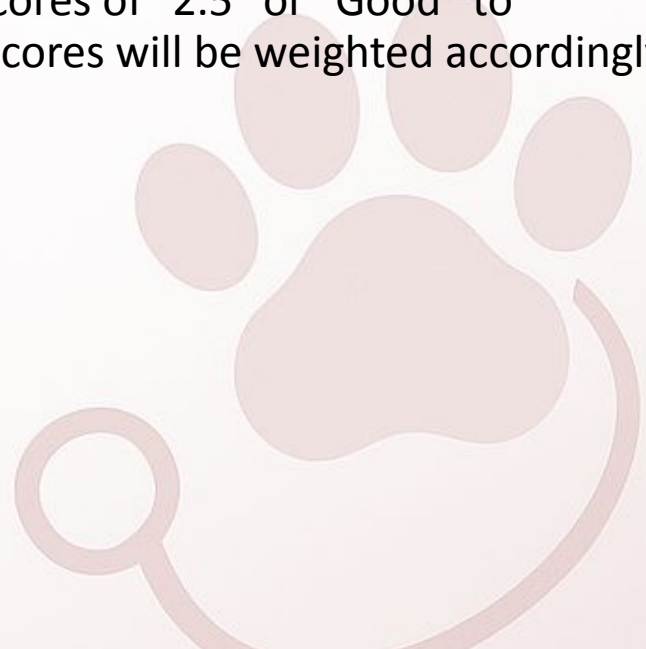 cores of "2.5" or "Good" to
cores will be weighted accordingly